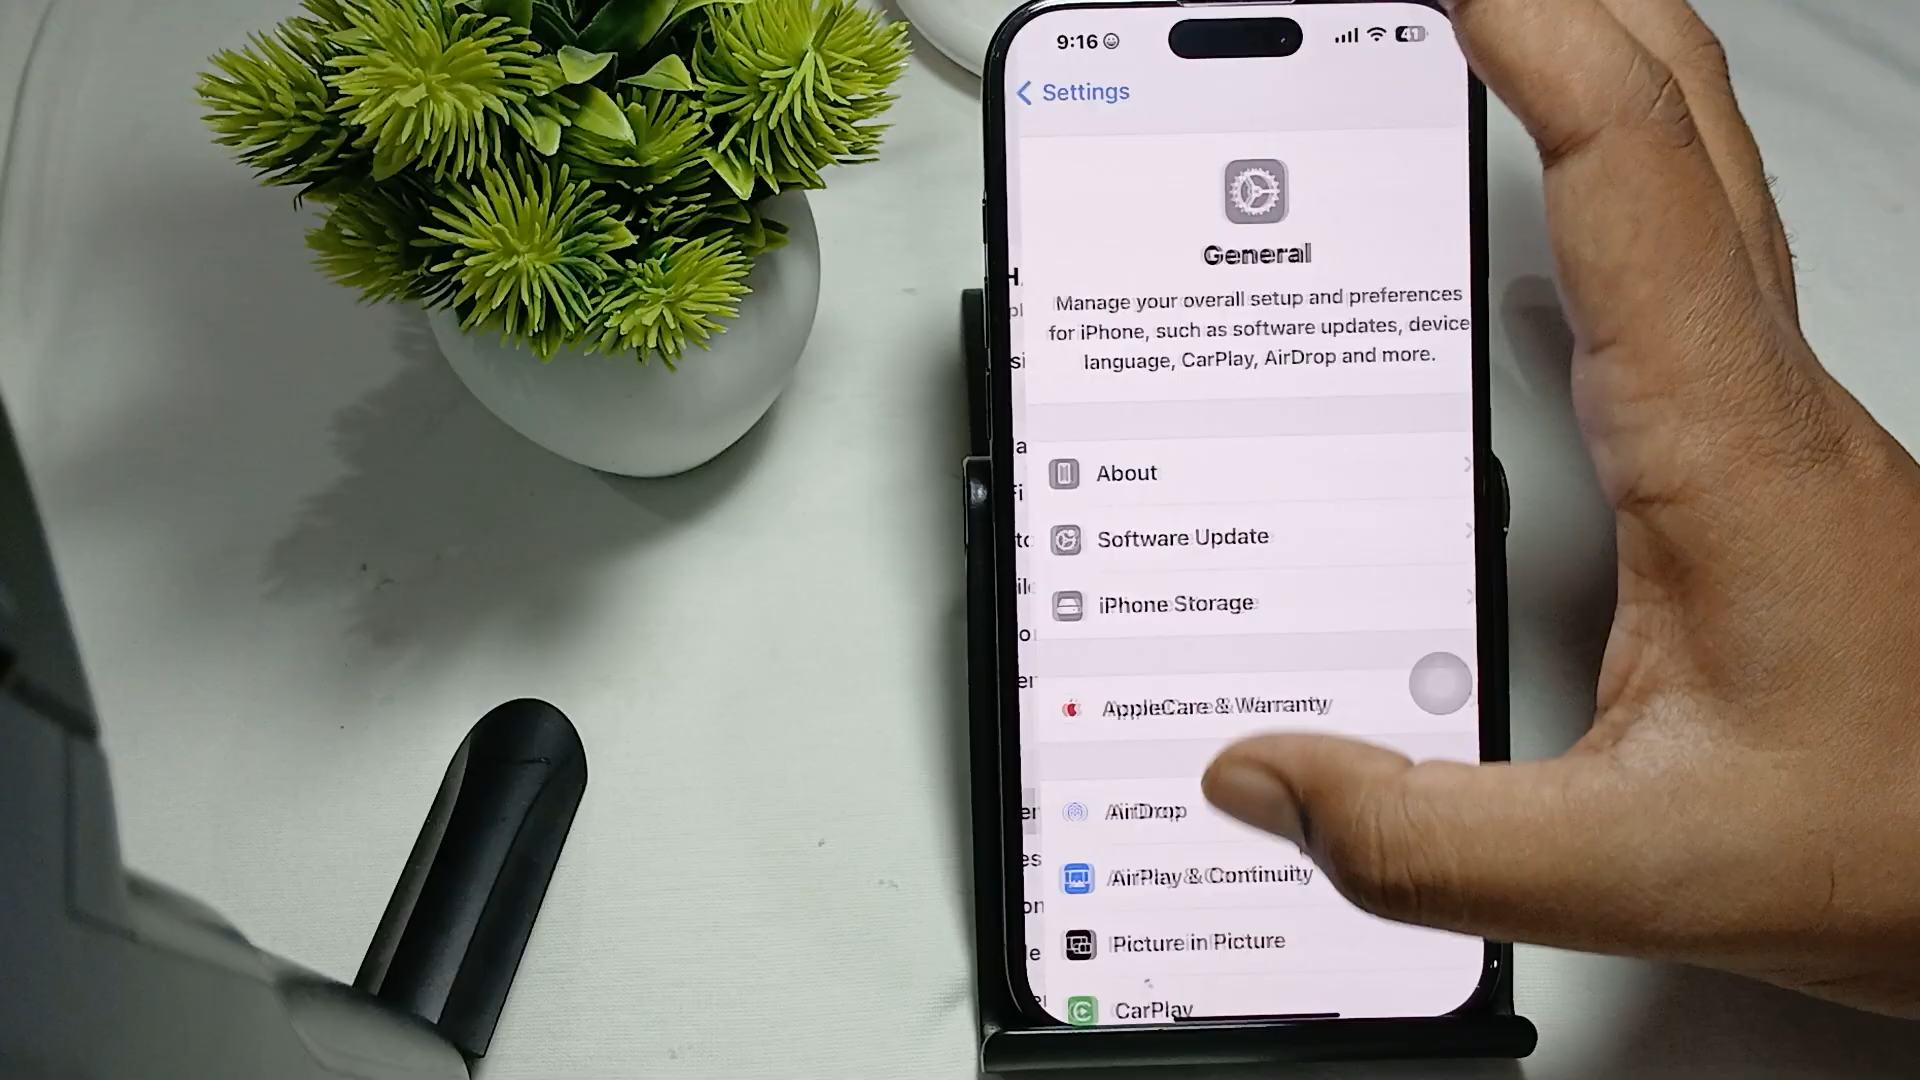 9:16
41
Settings
General
Manage your overall setup and preferences
for iPhone, such as software updates, device
language, CarPlay, AirDrop and more.
About
Software Update
iPhone Storage
AppleCare & Warranty
AirDrop
AirPlay & Continuity
Picture in Picture
CarPlay